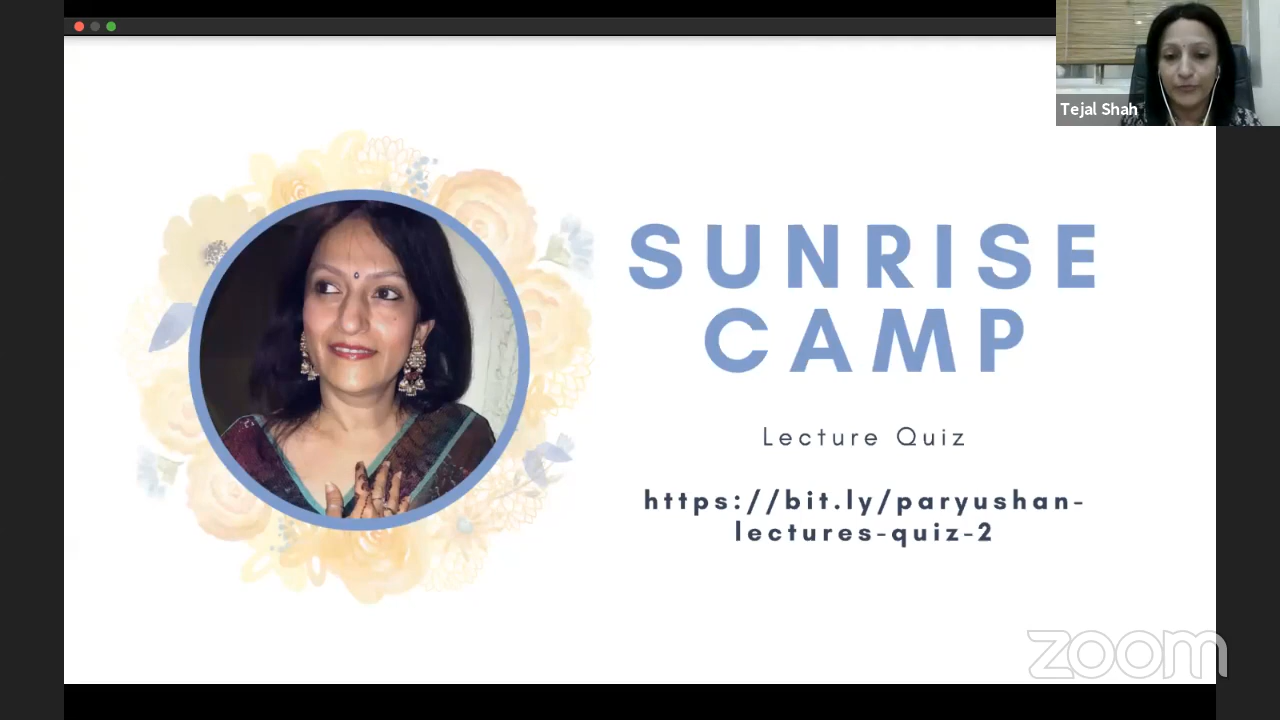 Tejal Shah
SUNRISE
CAMP
Lecture Quiz
https://bit.ly/paryushan-
lectures-quiz-2
zoom